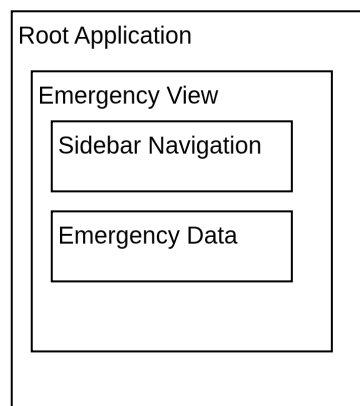 Root Application
Emergency View
Sidebar Navigation
Emergency Data